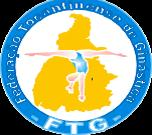 Federação Tocantinense de Ginástica
- FTG -